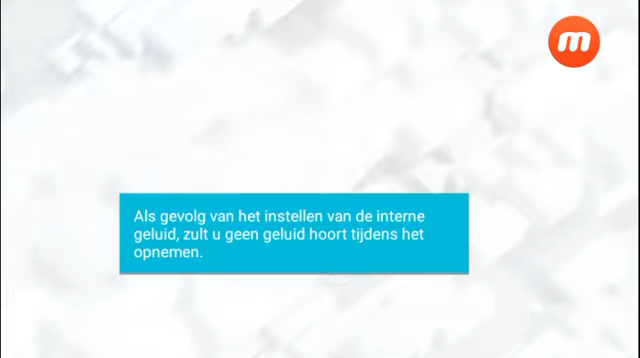 m
Als gevolg van het instellen van de interne
geluid, zult u geen geluid hoort tijdens het
opnemen.